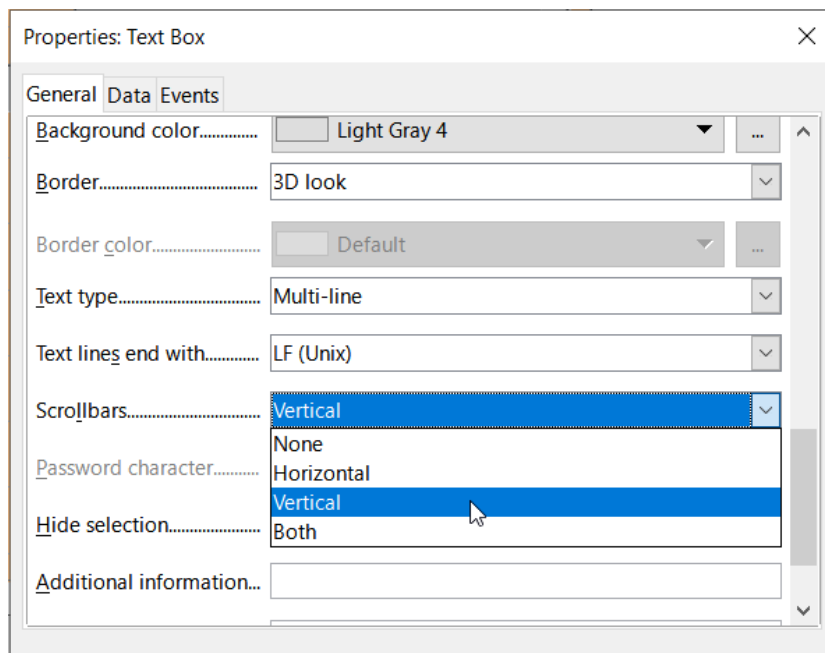 Properties: Text Box
General Data Events
Background color.............. Light Gray 4 ...
Border....................................... 3D look
Border color........................... Default ...
Text type................................... Multi-line
Text lines end with............. LF (Unix)
Scrollbars................................. Vertical
None
Horizontal
Password character...........
Vertical
Hide selection.......................
Both
Additional information...